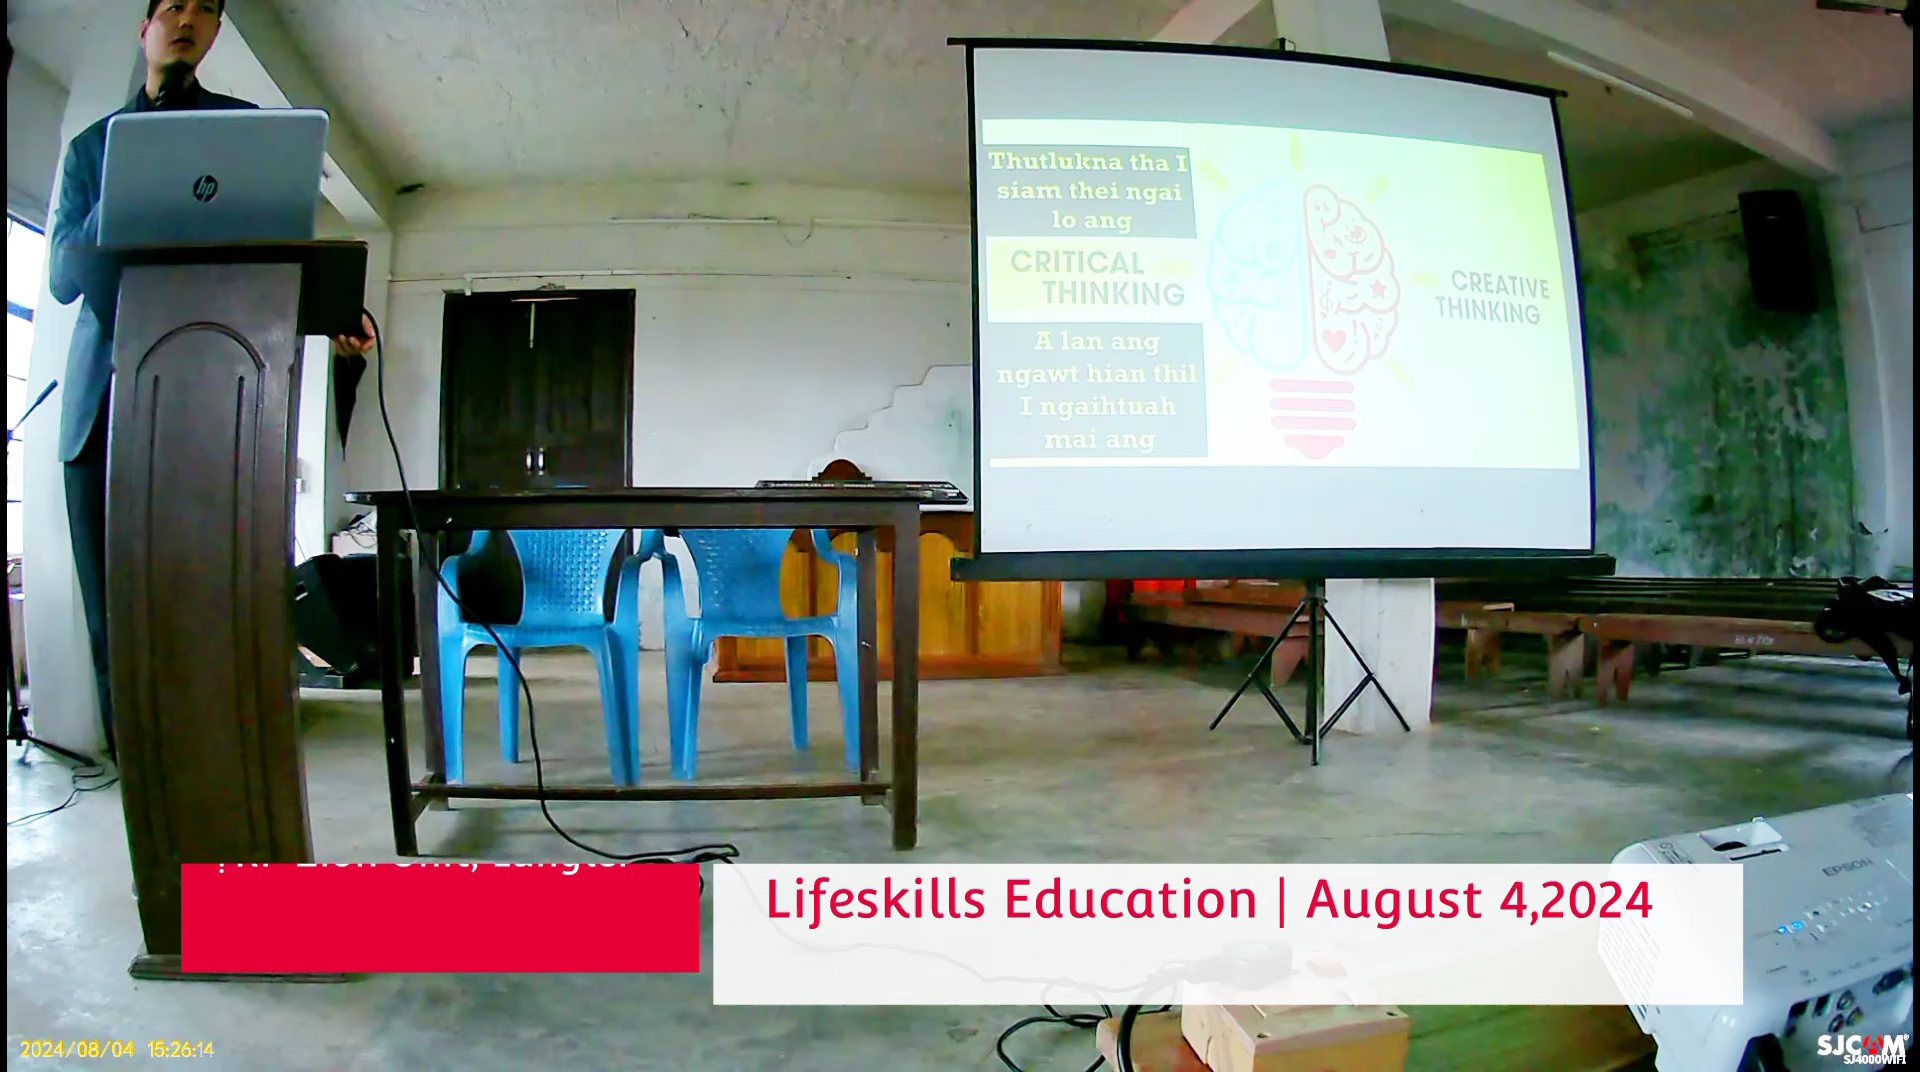 hp
Thutlukna tha I
siam thei ngai
lo ang
CRITICAL
THINKING
CREATIVE
THINKING
A lan ang
ngawt hian thil
I ngaihtuah
mai ang
Lifeskills Education | August 4,2024
EPSON
2024/08/04 15:26:14
SJCAM
SJ4000WIFI